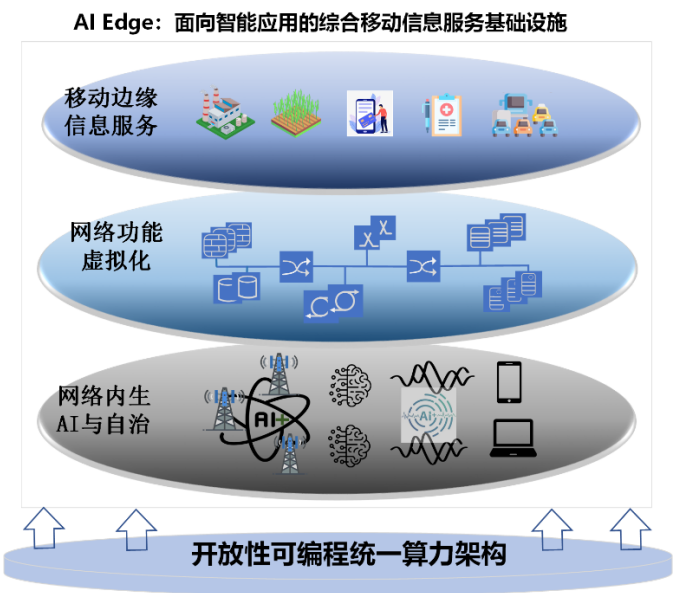 AI Edge：面向智能应用的综合移动信息服务基础设施
移动边缘
信息服务
网络功能
虚拟化
网络内生
AI与自治
AI+
AI
开放性可编程统一算力架构